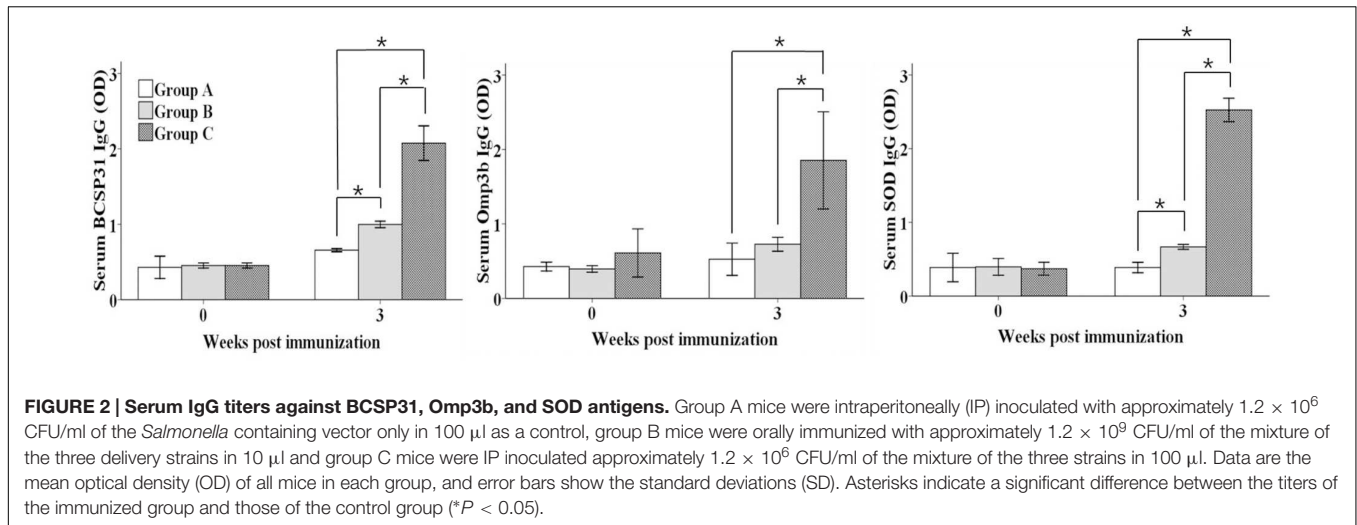 Serum BCSP31 IgG (OD)
3
2
1
0
Group A
Group B
Group C
*
*
*
0
3
Weeks post immunization
Serum Omp3b IgG (OD)
3
2
1
0
*
*
0
3
Weeks post immunization
Serum SOD IgG (OD)
3
2
1
0
*
*
*
0
3
Weeks post immunization
FIGURE 2 | Serum IgG titers against BCSP31, Omp3b, and SOD antigens. Group A mice were intraperitoneally (IP) inoculated with approximately 1.2 × 10⁶
CFU/ml of the Salmonella containing vector only in 100 μl as a control, group B mice were orally immunized with approximately 1.2 × 10⁹ CFU/ml of the mixture of
the three delivery strains in 10 μl and group C mice were IP inoculated approximately 1.2 × 10⁶ CFU/ml of the mixture of the three strains in 100 μl. Data are the
mean optical density (OD) of all mice in each group, and error bars show the standard deviations (SD). Asterisks indicate a significant difference between the titers of
the immunized group and those of the control group (*P < 0.05).